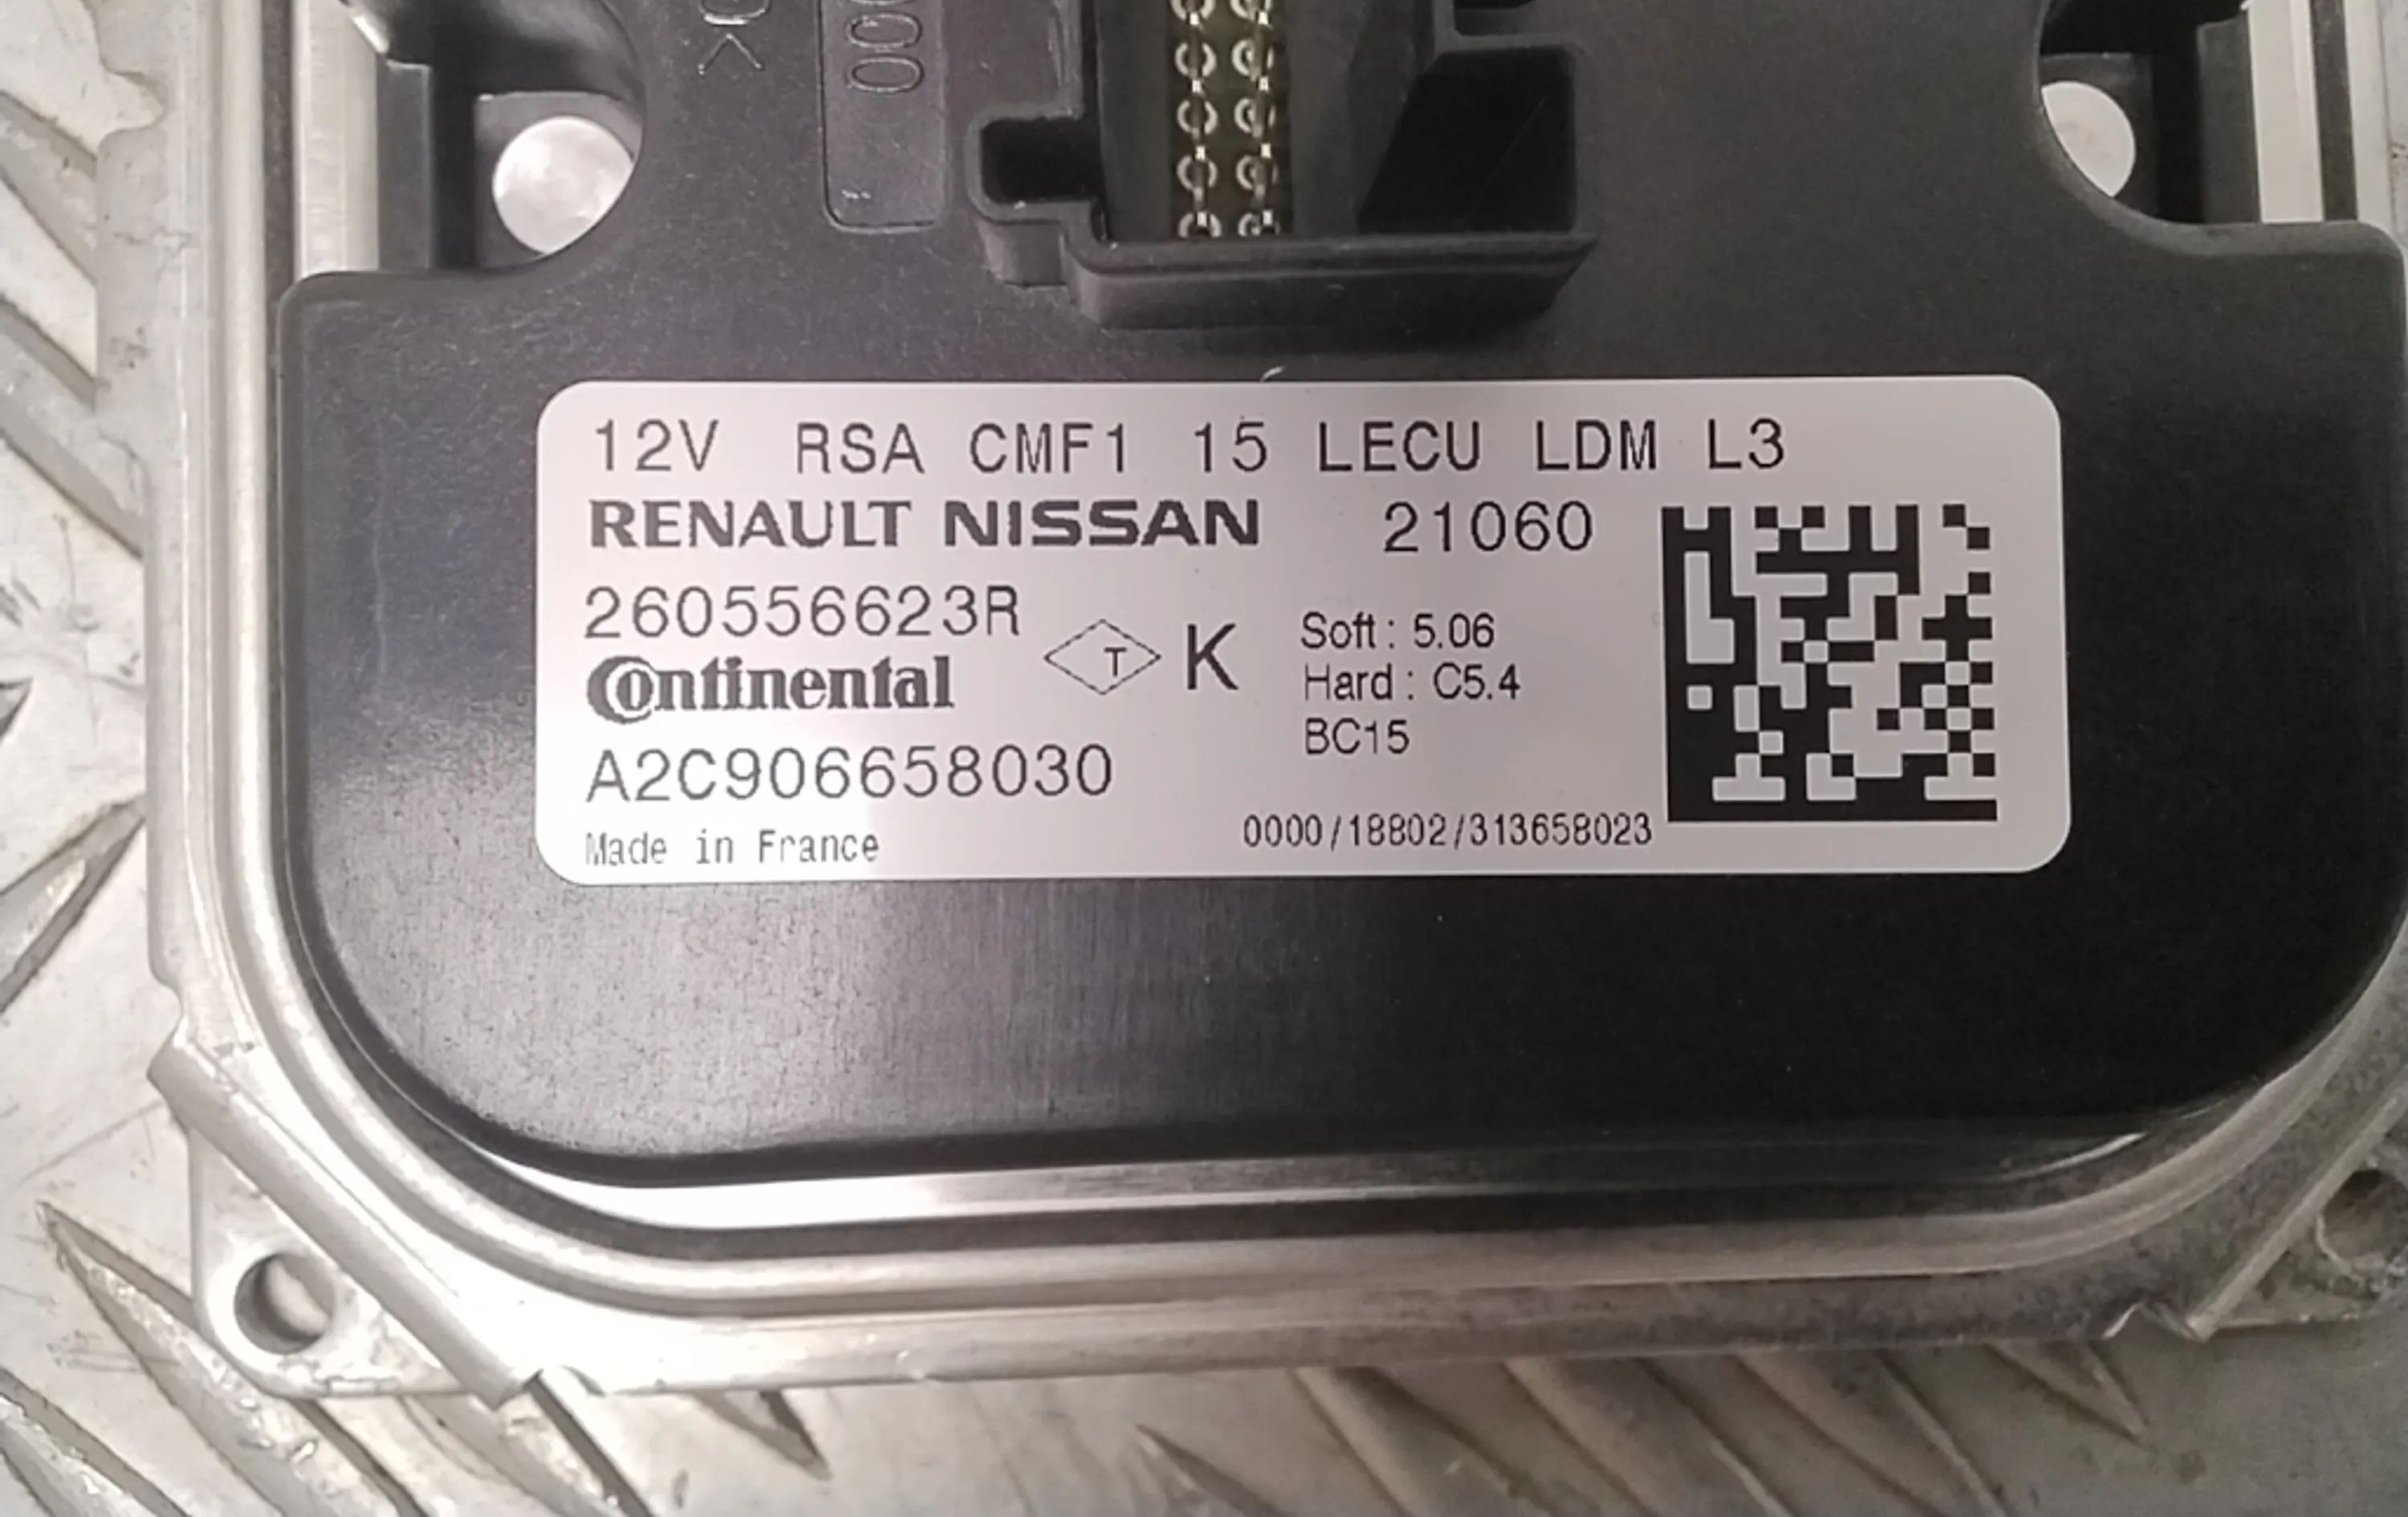 000
12V RSA CMF1 15 LECU LDM L3
RENAULT NISSAN 21060
260556623R
T K
Soft : 5.06
Hard : C5.4
BC15
Continental
A2C906658030
Made in France
0000/18802/313658023